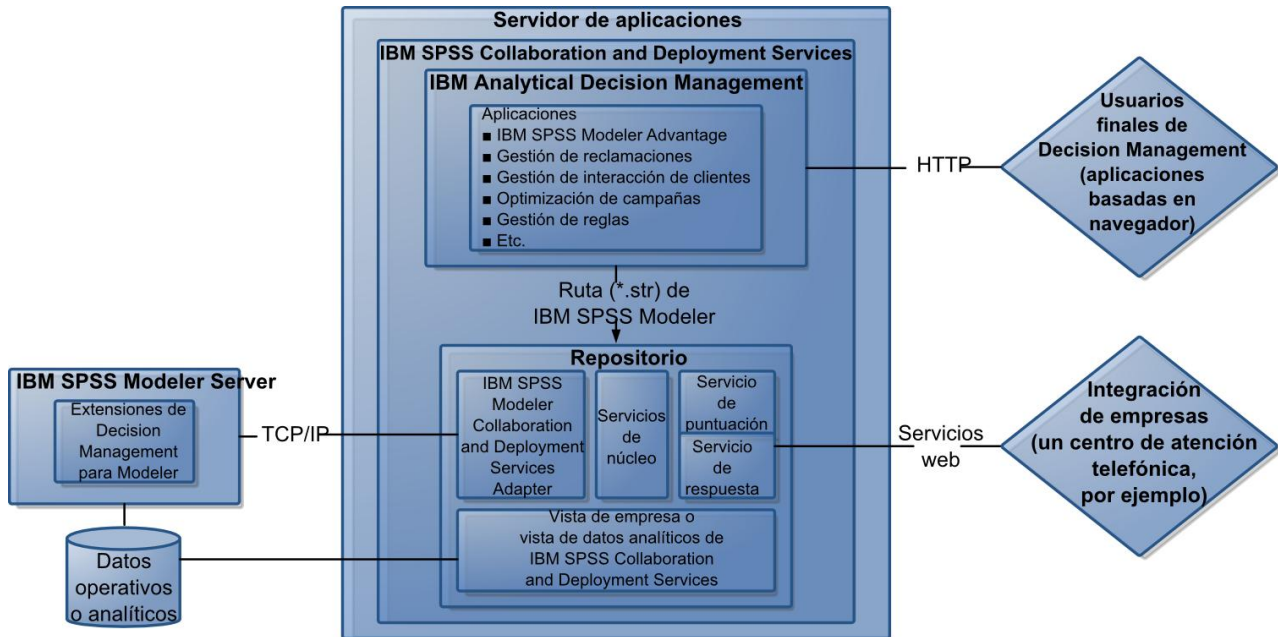 Servidor de aplicaciones
IBM SPSS Collaboration and Deployment Services
IBM Analytical Decision Management
Aplicaciones
■ IBM SPSS Modeler Advantage
■ Gestión de reclamaciones
■ Gestión de interacción de clientes
■ Optimización de campañas
■ Gestión de reglas
■ Etc.
HTTP
Usuarios
finales de
Decision Management
(aplicaciones
basadas en
navegador)
Ruta (*.str) de
IBM SPSS Modeler
Repositorio
IBM SPSS
Modeler
Collaboration
and Deployment
Services
Adapter
Servicios
de
núcleo
Servicio
de
puntuación
Servicio
de
respuesta
Vista de empresa o
vista de datos analíticos de
IBM SPSS Collaboration
and Deployment Services
IBM SPSS Modeler Server
Extensiones de
Decision
Management
para Modeler
TCP/IP
Datos
operativos
o analíticos
Servicios
web
Integración
de empresas
(un centro de atención
telefónica,
por ejemplo)